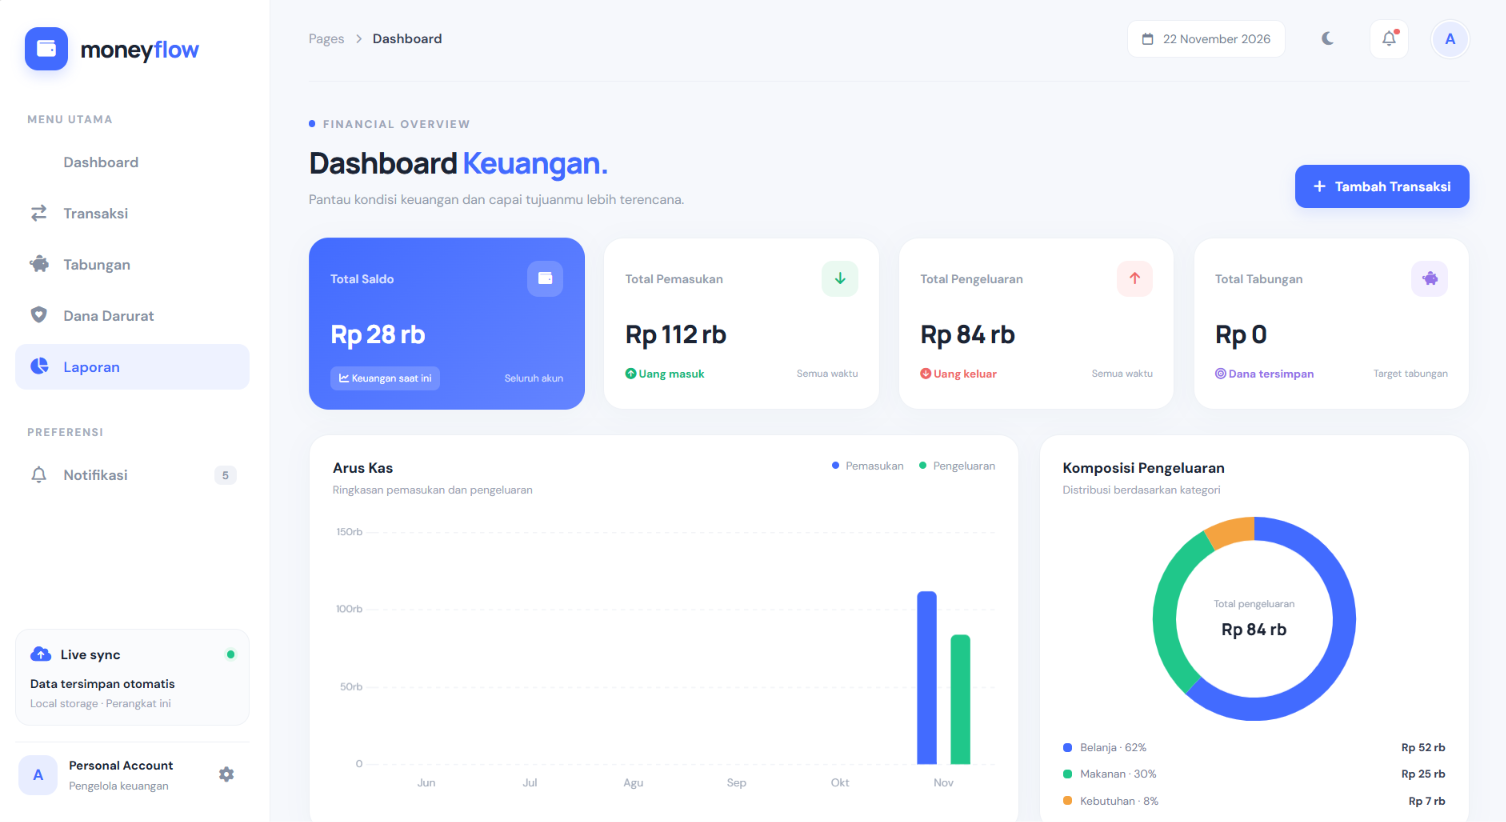 moneyflow
MENU UTAMA
Dashboard
Transaksi
Tabungan
Dana Darurat
Laporan
PREFERENSI
Notifikasi 5
Live sync
Data tersimpan otomatis
Local storage · Perangkat ini
A
Personal Account
Pengelola keuangan
Pages > Dashboard
22 November 2026
A
FINANCIAL OVERVIEW
Dashboard Keuangan.
Pantau kondisi keuangan dan capai tujuanmu lebih terencana.
+ Tambah Transaksi
Total Saldo
Rp 28 rb
Keuangan saat ini Seluruh akun
Total Pemasukan
Rp 112 rb
Uang masuk Semua waktu
Total Pengeluaran
Rp 84 rb
Uang keluar Semua waktu
Total Tabungan
Rp 0
Dana tersimpan Target tabungan
Arus Kas
Ringkasan pemasukan dan pengeluaran
Pemasukan Pengeluaran
150rb
100rb
50rb
0
Jun Jul Agu Sep Okt Nov
Komposisi Pengeluaran
Distribusi berdasarkan kategori
Total pengeluaran
Rp 84 rb
Belanja · 62% Rp 52 rb
Makanan · 30% Rp 25 rb
Kebutuhan · 8% Rp 7 rb